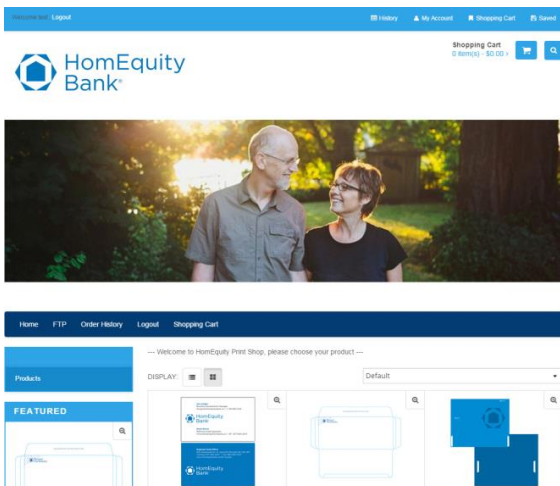 Welcome test Logout
History My Account Shopping Cart Saved
Shopping Cart
0 item(s) - $0.00
HomEquity
Bank
Home FTP Order History Logout Shopping Cart
--- Welcome to HomEquity Print Shop, please choose your product ---
Products
DISPLAY:
Default
FEATURED
HomEquity
Bank
HomEquity
Bank